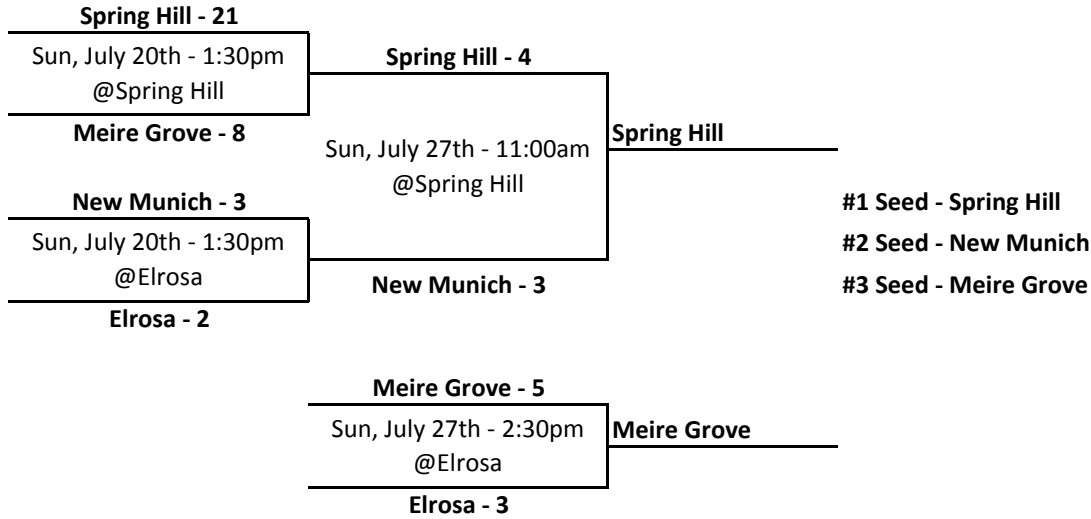 Spring Hill - 21
Sun, July 20th - 1:30pm
@Spring Hill
Meire Grove - 8
New Munich - 3
Sun, July 20th - 1:30pm
@Elrosa
Elrosa - 2
Spring Hill - 4
Sun, July 27th - 11:00am
@Spring Hill
New Munich - 3
Spring Hill
Meire Grove - 5
Sun, July 27th - 2:30pm
@Elrosa
Elrosa - 3
Meire Grove
#1 Seed - Spring Hill
#2 Seed - New Munich
#3 Seed - Meire Grove